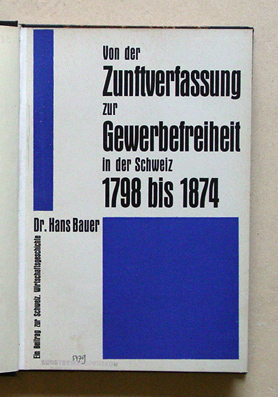 Von der
Zunftverfassung
zur
Gewerbefreiheit
in der Schweiz
1798 bis 1874
Dr. Hans Bauer
Ein Beitrag zur Schweiz. Wirtschaftsgeschichte